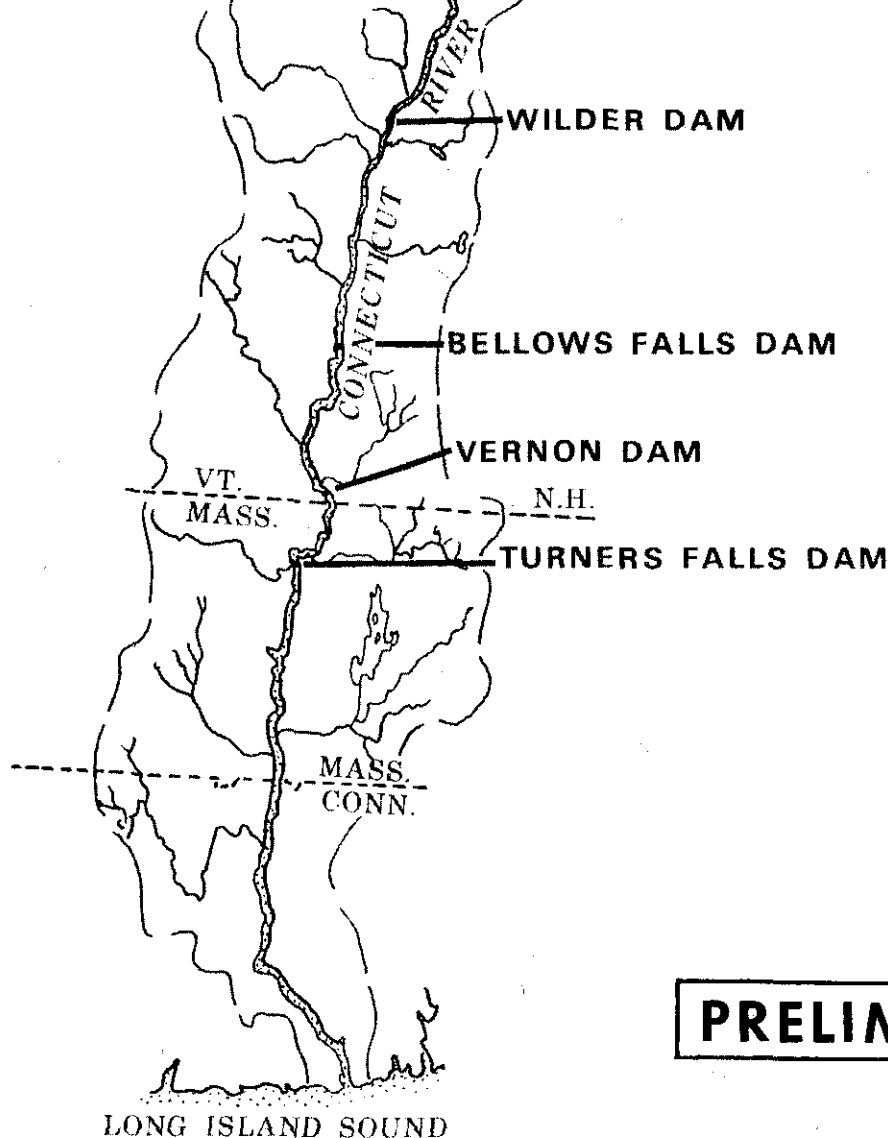 RIVER
WILDER DAM
CONNECTICUT
BELLOWS FALLS DAM
VERNON DAM
VT.
N.H.
MASS.
TURNERS FALLS DAM
MASS.
CONN.
LONG ISLAND SOUND